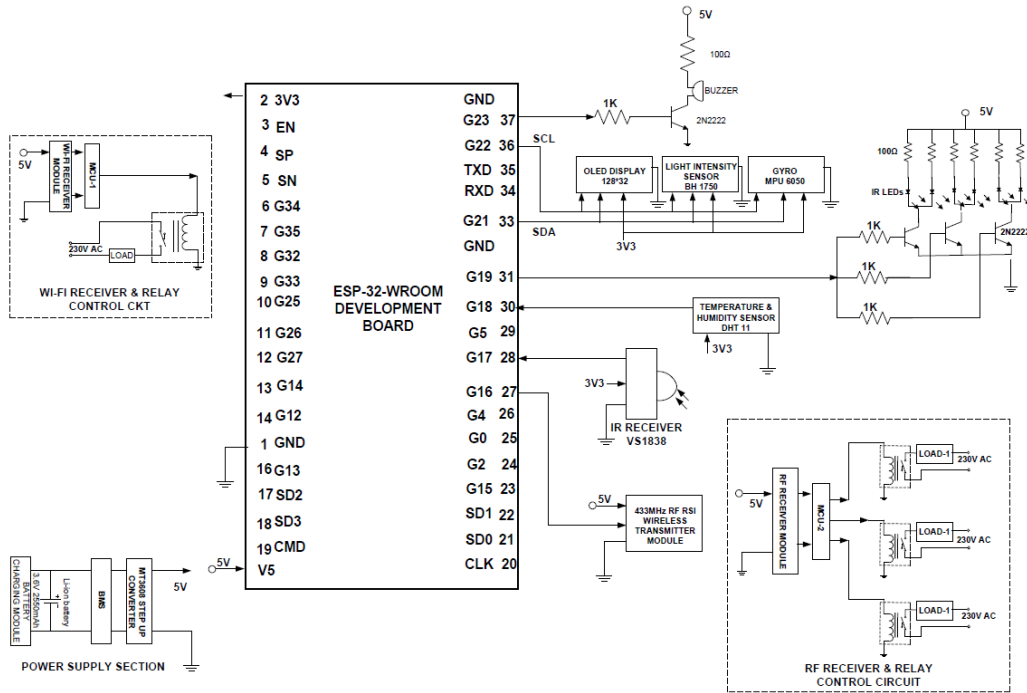 5V
100Ω
BUZZER
1K
2N2222
2 3V3
3 EN
4 SP
5 SN
6 G34
7 G35
8 G32
9 G33
10 G25
11 G26
12 G27
13 G14
14 G12
1 GND
16 G13
17 SD2
18 SD3
19 CMD
V5
ESP-32-WROOM
DEVELOPMENT
BOARD
GND
G23 37
G22 36
TXD 35
RXD 34
G21 33
GND
G19 31
G18 30
G5 29
G17 28
G16 27
G4 26
G0 25
G2 24
G15 23
SD1 22
SD0 21
CLK 20
SCL
SDA
OLED DISPLAY
128*32
LIGHT INTENSITY
SENSOR
BH 1750
GYRO
MPU 6050
3V3
5V
100Ω
IR LEDs
2N2222
1K
1K
1K
TEMPERATURE &
HUMIDITY SENSOR
DHT 11
3V3
3V3
IR RECEIVER
VS1838
5V
433MHz RF RSI
WIRELESS
TRANSMITTER
MODULE
5V
WI-FI RECEIVER
MODULE
MCU-1
230V AC
LOAD
WI-FI RECEIVER & RELAY
CONTROL CKT
5V
RF RECEIVER MODULE
MCU-2
LOAD-1
230V AC
LOAD-1
230V AC
LOAD-1
230V AC
RF RECEIVER & RELAY
CONTROL CIRCUIT
BATTERY
CHARGING MODULE
3.6V 2550mAh
Li-ion battery
+
BMS
MT3608 STEP UP
CONVERTER
5V
5V
POWER SUPPLY SECTION